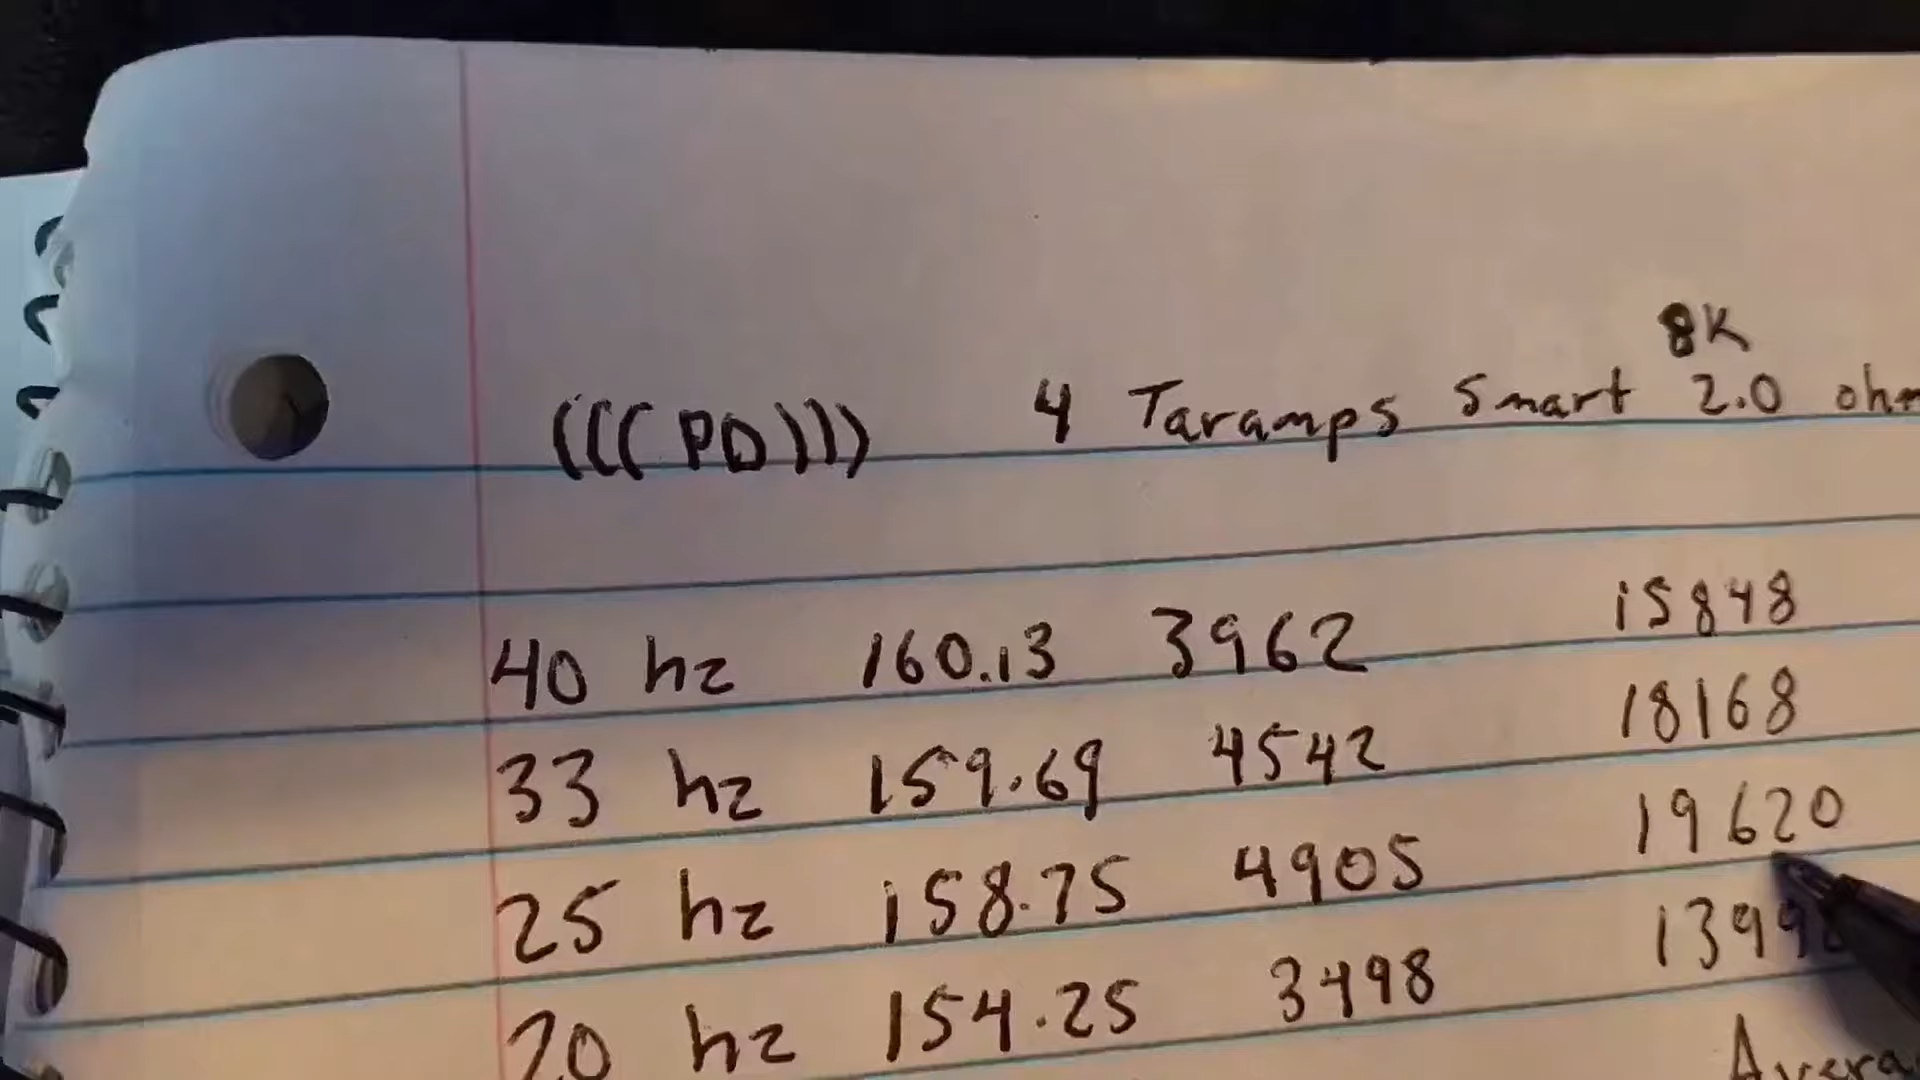 8K
(((PD))) 4 Taramps Smart 2.0 ohm
40 hz 160.13 3962 15848
33 hz 159.69 4542 18168
25 hz 158.75 4905 19620
20 hz 154.25 3498